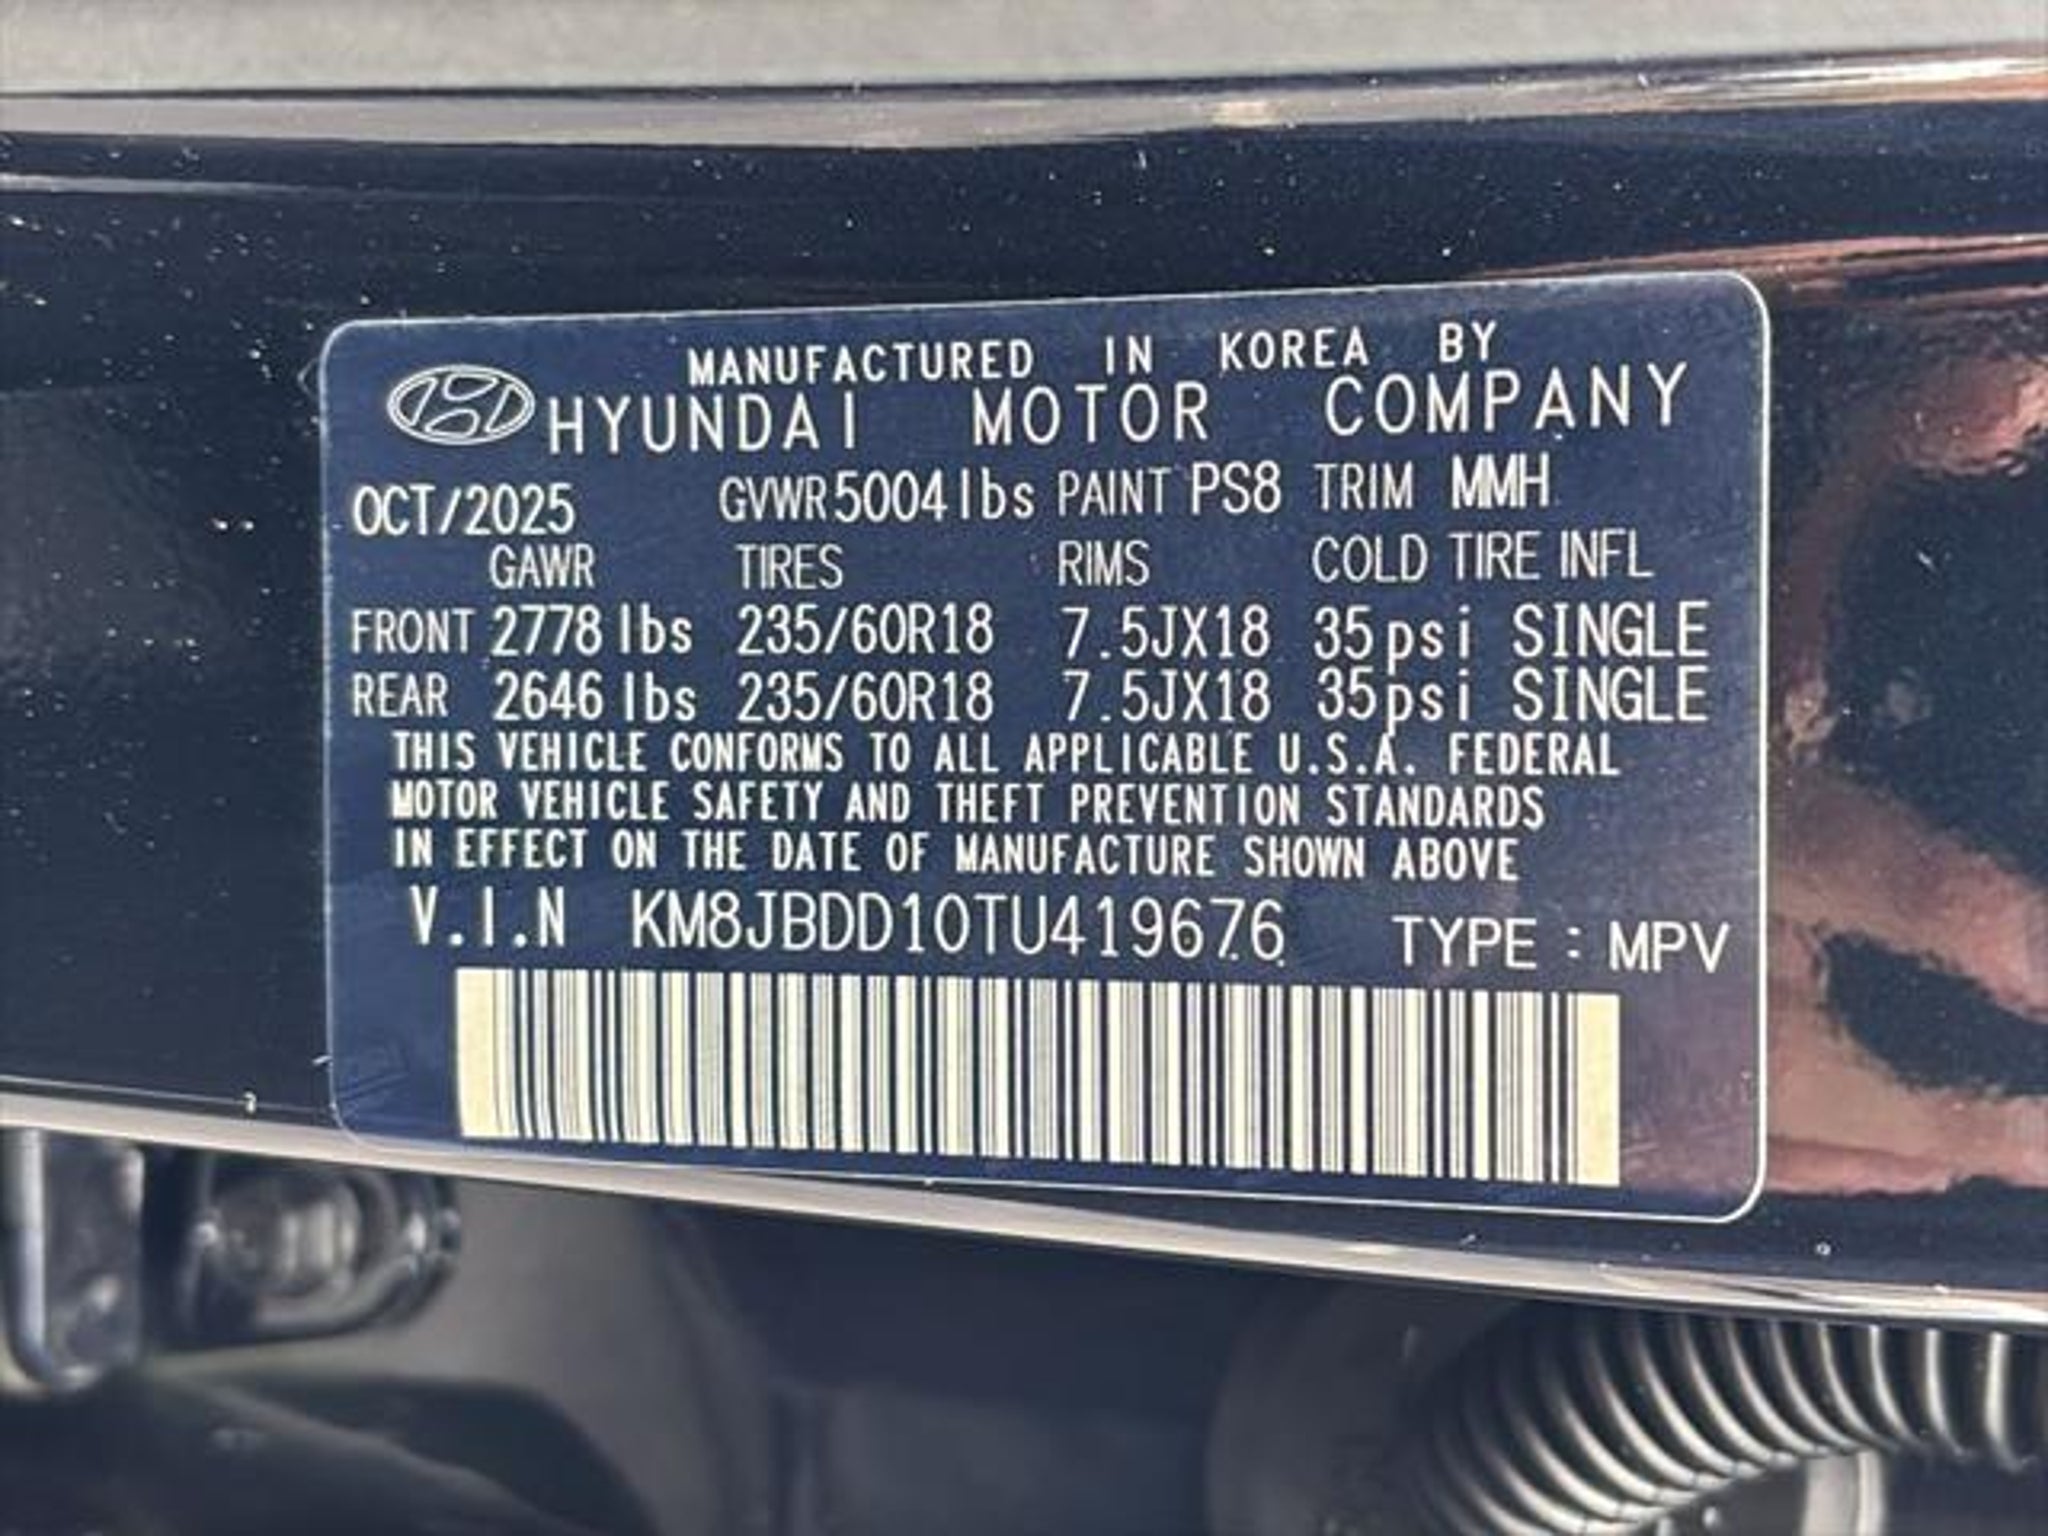 MANUFACTURED IN KOREA BY
HYUNDAI MOTOR COMPANY
OCT/2025 GVWR 5004 lbs PAINT PS8 TRIM MMH
GAWR TIRES RIMS COLD TIRE INFL
FRONT 2778 lbs 235/60R18 7.5JX18 35psi SINGLE
REAR 2646 lbs 235/60R18 7.5JX18 35psi SINGLE
THIS VEHICLE CONFORMS TO ALL APPLICABLE U.S.A. FEDERAL
MOTOR VEHICLE SAFETY AND THEFT PREVENTION STANDARDS
IN EFFECT ON THE DATE OF MANUFACTURE SHOWN ABOVE
V.I.N KM8JBDD10TU419676 TYPE : MPV